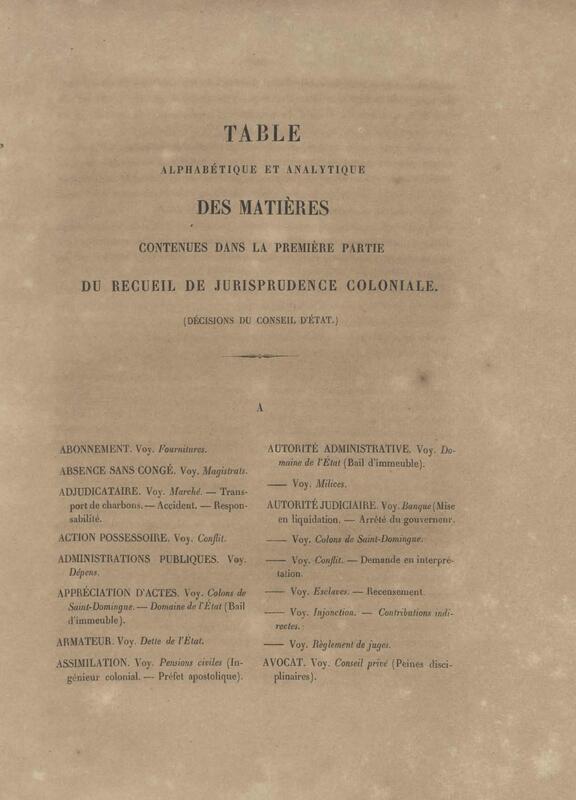 TABLE
ALPHABÉTIQUE ET ANALYTIQUE
DES MATIÈRES
CONTENUES DANS LA PREMIÈRE PARTIE
DU RECUEIL DE JURISPRUDENCE COLONIALE.
(DÉCISIONS DU CONSEIL D'ÉTAT.)
A
ABONNEMENT. Voy. Fournitures.
ABSENCE SANS CONGÉ. Voy. Magistrats.
ADJUDICATAIRE. Voy. Marché. — Trans-
port de charbons. — Accident. — Respon-
sabilité.
ACTION POSSESSOIRE. Voy. Conflit.
ADMINISTRATIONS PUBLIQUES. Voy.
Dépens.
APPRÉCIATION D'ACTES. Voy. Colons de
Saint-Domingue. — Domaine de l'État (Bail
d'immeuble).
ARMATEUR. Voy. Dette de l'État.
ASSIMILATION. Voy. Pensions civiles (In-
génieur colonial. — Préfet apostolique).
AUTORITÉ ADMINISTRATIVE. Voy. Do-
maine de l'État (Bail d'immeuble).
—— Voy. Milices.
AUTORITÉ JUDICIAIRE. Voy. Banque (Mise
en liquidation. — Arrêté du gouverneur.
—— Voy. Colons de Saint-Domingue.
—— Voy. Conflit. — Demande en interpré-
tation.
—— Voy. Esclaves. — Recensement.
—— Voy. Injonction. — Contributions indi-
rectes.
—— Voy. Règlement de juges.
AVOCAT. Voy. Conseil privé (Peines disci-
plinaires).